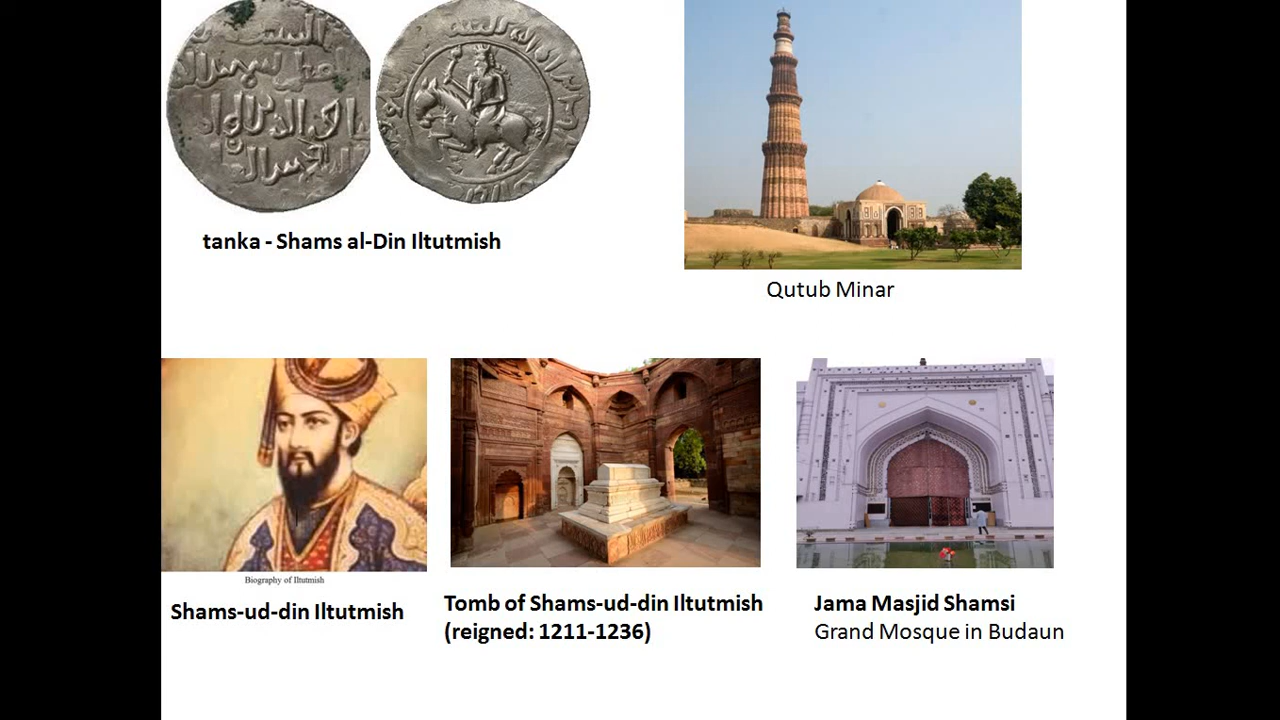 tanka - Shams al-Din Iltutmish
Qutub Minar
Biography of Iltutmish
Shams-ud-din Iltutmish
Tomb of Shams-ud-din Iltutmish
(reigned: 1211-1236)
Jama Masjid Shamsi
Grand Mosque in Budaun